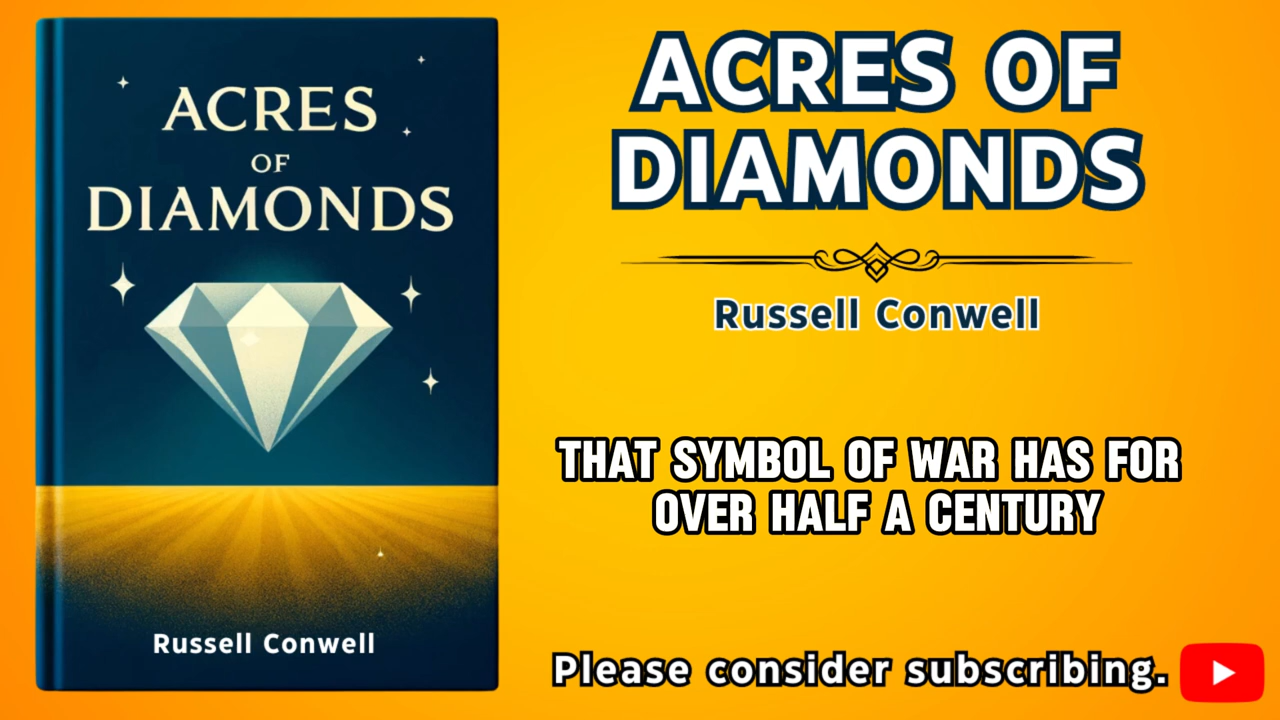 ACRES
OF
DIAMONDS
Russell Conwell
ACRES OF
DIAMONDS
Russell Conwell
THAT SYMBOL OF WAR HAS FOR
OVER HALF A CENTURY
Please consider subscribing.